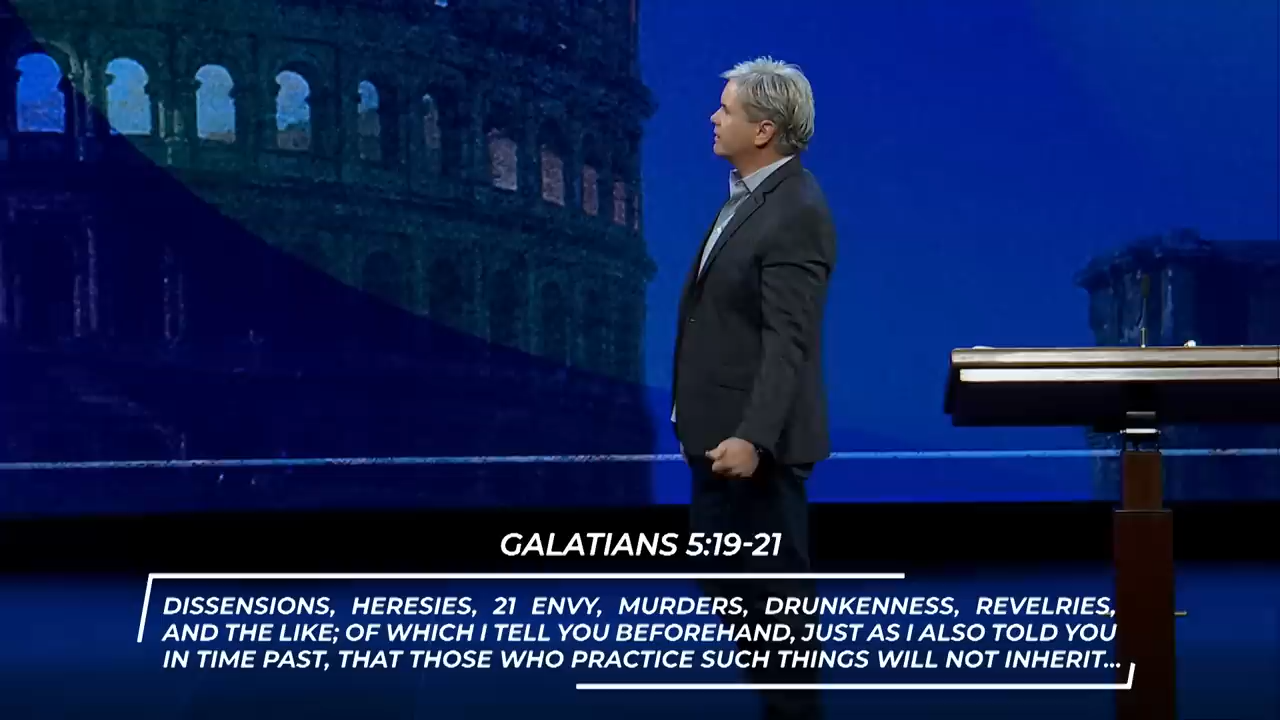 GALATIANS 5:19-21
DISSENSIONS, HERESIES, 21 ENVY, MURDERS, DRUNKENNESS, REVELRIES,
AND THE LIKE; OF WHICH I TELL YOU BEFOREHAND, JUST AS I ALSO TOLD YOU
IN TIME PAST, THAT THOSE WHO PRACTICE SUCH THINGS WILL NOT INHERIT...